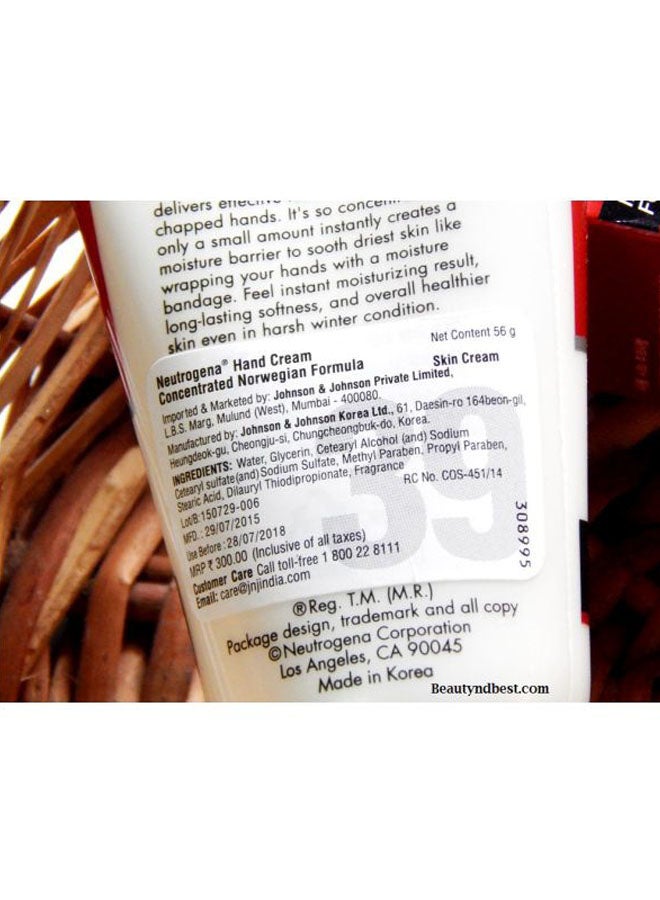 delivers
chapped hands. It's so
only a small amount instantly creates a
moisture barrier to sooth driest skin like
wrapping your hands with a moisture
bandage. Feel instant moisturizing result,
long-lasting softness, and overall healthier
skin even in harsh winter condition.
Net Content 56 g
Neutrogena® Hand Cream
Skin Cream
Concentrated Norwegian Formula
Imported & Marketed by: Johnson & Johnson Private Limited,
L.B.S. Marg, Mulund (West), Mumbai - 400080.
Manufactured by: Johnson & Johnson Korea Ltd., 61, Daesin-ro 164beon-gil,
Heungdeok-gu, Cheongju-si, Chungcheongbuk-do, Korea.
INGREDIENTS: Water, Glycerin, Cetearyl Alcohol (and) Sodium
Cetearyl sulfate (and) Sodium Sulfate, Methyl Paraben, Propyl Paraben,
Stearic Acid, Dilauryl Thiodipropionate, Fragrance
RC No. COS-451/14
Lot/B: 150729-006
MFD.: 29/07/2015
Use Before : 28/07/2018
MRP ₹ 300.00 (Inclusive of all taxes)
Customer Care Call toll-free 1 800 22 8111
Email: care@jnjindia.com
39
308995
®Reg. T.M. (M.R.)
Package design, trademark and all copy
©Neutrogena Corporation
Los Angeles, CA 90045
Made in Korea
Beautyndbest.com